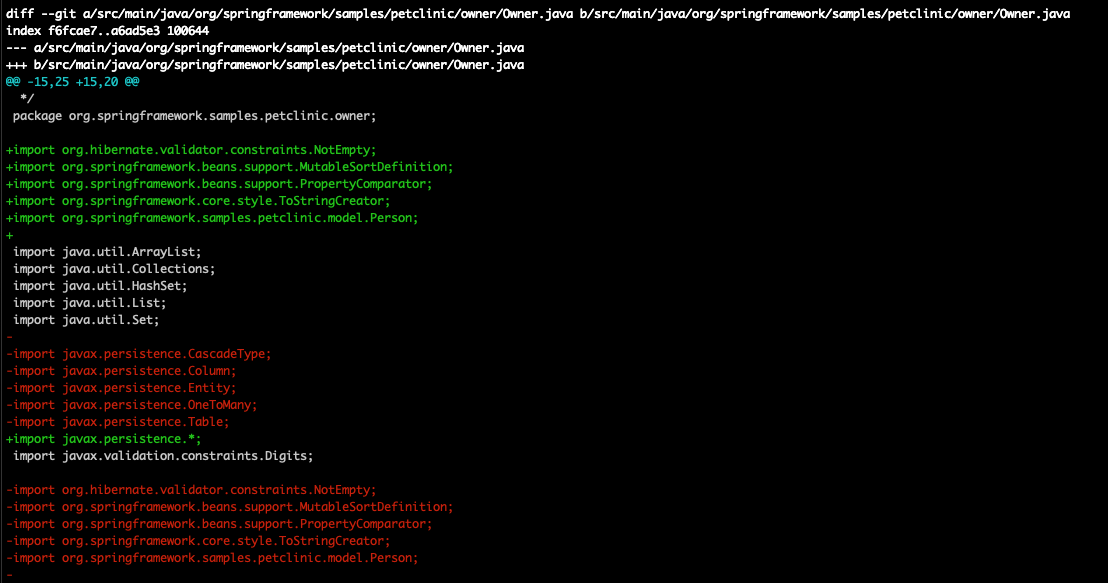 diff --git a/src/main/java/org/springframework/samples/petclinic/owner/Owner.java b/src/main/java/org/springframework/samples/petclinic/owner/Owner.java
index f6fcae7..a6ad5e3 100644
--- a/src/main/java/org/springframework/samples/petclinic/owner/Owner.java
+++ b/src/main/java/org/springframework/samples/petclinic/owner/Owner.java
@@ -15,25 +15,20 @@
  */
 package org.springframework.samples.petclinic.owner;

+import org.hibernate.validator.constraints.NotEmpty;
+import org.springframework.beans.support.MutableSortDefinition;
+import org.springframework.beans.support.PropertyComparator;
+import org.springframework.core.style.ToStringCreator;
+import org.springframework.samples.petclinic.model.Person;
+
 import java.util.ArrayList;
 import java.util.Collections;
 import java.util.HashSet;
 import java.util.List;
 import java.util.Set;
-
-import javax.persistence.CascadeType;
-import javax.persistence.Column;
-import javax.persistence.Entity;
-import javax.persistence.OneToMany;
-import javax.persistence.Table;
+import javax.persistence.*;
 import javax.validation.constraints.Digits;

-import org.hibernate.validator.constraints.NotEmpty;
-import org.springframework.beans.support.MutableSortDefinition;
-import org.springframework.beans.support.PropertyComparator;
-import org.springframework.core.style.ToStringCreator;
-import org.springframework.samples.petclinic.model.Person;
-